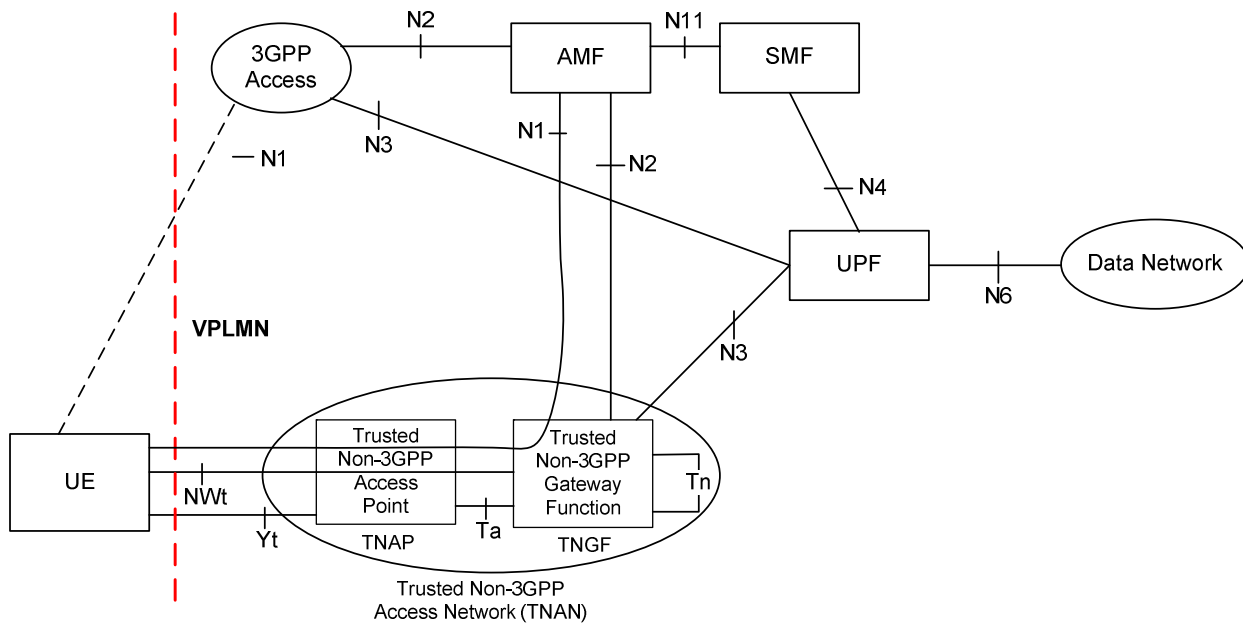 N2
N11
3GPP
Access
AMF
SMF
N1
N3
N1
N2
N4
UPF
Data Network
N6
VPLMN
N3
UE
Trusted
Non-3GPP
Access
Point
Trusted
Non-3GPP
Gateway
Function
Tn
NWt
Yt
Ta
TNAP
TNGF
Trusted Non-3GPP
Access Network (TNAN)